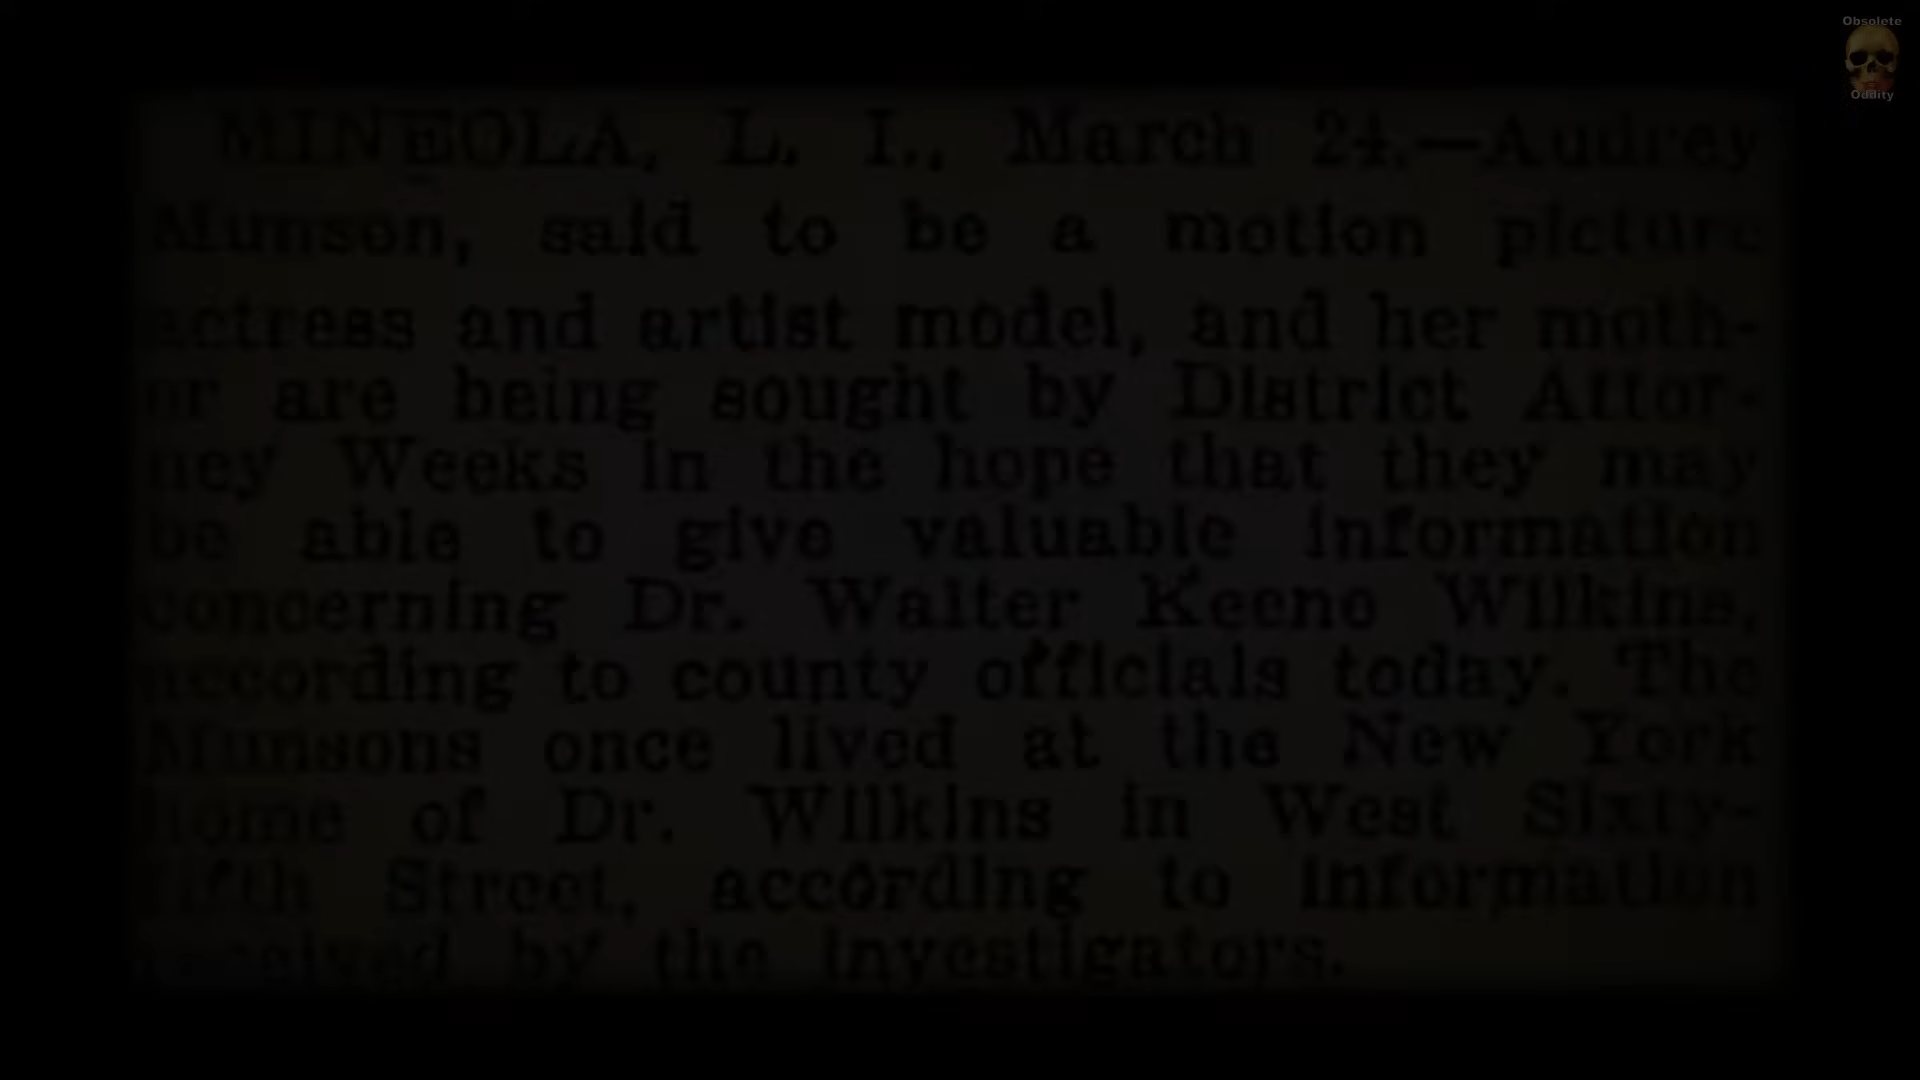 Obsolete
Oddity
MINEOLA, L. I., March 24.—Audrey
Munson, said to be a motion picture
actress and artist model, and her moth-
er are being sought by District Attor-
ney Weeks in the hope that they may
be able to give valuable information
concerning Dr. Walter Keene Wilkins,
according to county officials today. The
Munsons once lived at the New York
home of Dr. Wilkins in West Sixty-
fifth Street, according to information
received by the investigators.